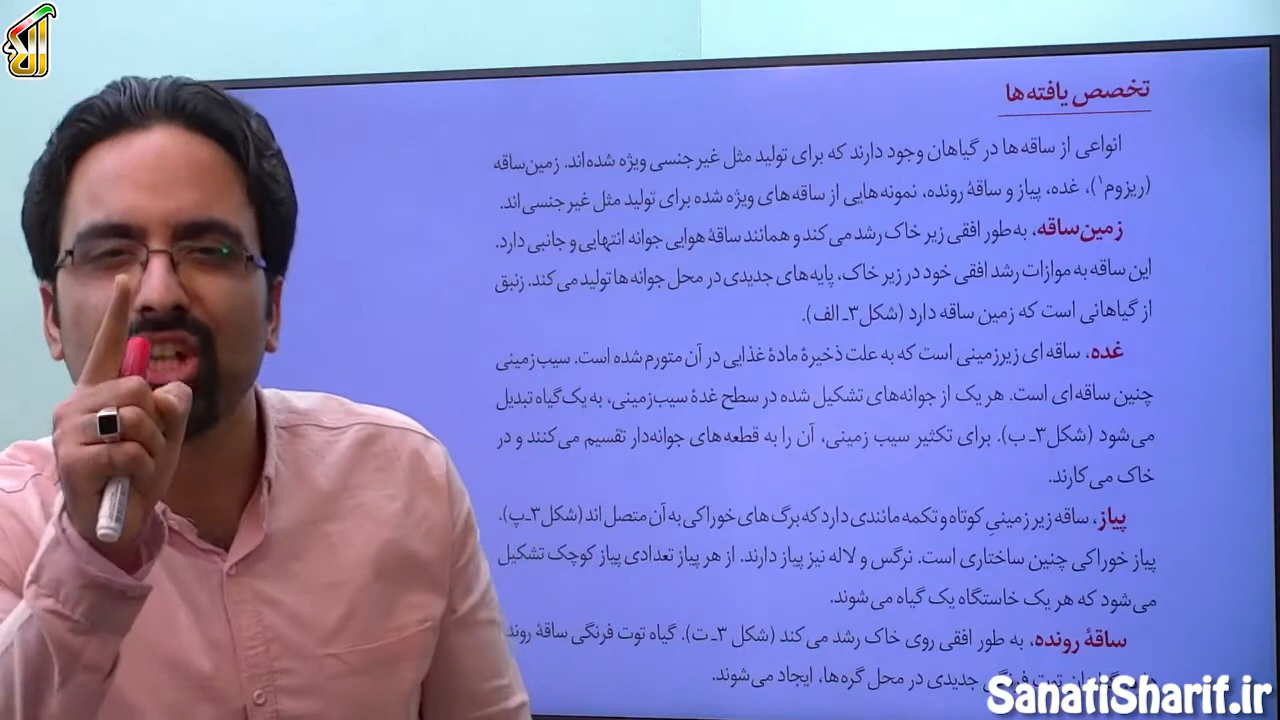 آلاء
تخصص یافته‌ها
انواعی از ساقه ها در گیاهان وجود دارند که برای تولید مثل غیر جنسی ویژه شده‌اند. زمین‌ساقه
(ریزوم۱)، غده، پیاز و ساقهٔ رونده، نمونه هایی از ساقه های ویژه شده برای تولید مثل غیر جنسی‌اند.
زمین‌ساقه، به‌طور افقی زیر خاک رشد می کند و همانند ساقهٔ هوایی جوانه انتهایی و جانبی دارد.
این ساقه به موازات رشد افقی خود در زیر خاک، پایه‌های جدیدی در محل جوانه ها تولید می کند. زنبق
از گیاهانی است که زمین ساقه دارد (شکل ۳ـ الف).
غده، ساقه ای زیرزمینی است که به علت ذخیرهٔ مادهٔ غذایی در آن متورم شده است. سیب زمینی
چنین ساقه‌ای است. هر یک از جوانه‌های تشکیل شده در سطح غدهٔ سیب‌زمینی، به یک گیاه تبدیل
می‌شود (شکل ۳ـ ب). برای تکثیر سیب زمینی، آن را به قطعه‌های جوانه‌دار تقسیم می‌کنند و در
خاک می‌کارند.
پیاز، ساقه زیر زمینیِ کوتاه و تکمه مانندی دارد که برگ های خوراکی به آن متصل اند (شکل ۳ـ پ).
پیاز خوراکی چنین ساختاری است. نرگس و لاله نیز پیاز دارند. از هر پیاز تعدادی پیاز کوچک تشکیل
می‌شود که هر یک خاستگاه یک گیاه می‌شوند.
ساقهٔ رونده، به طور افقی روی خاک رشد می کند (شکل ۳ـ ت). گیاه توت فرنگی ساقهٔ روند
توت فرنگی جدیدی در محل گره‌ها، ایجاد می‌شوند.
SanatiSharif.ir